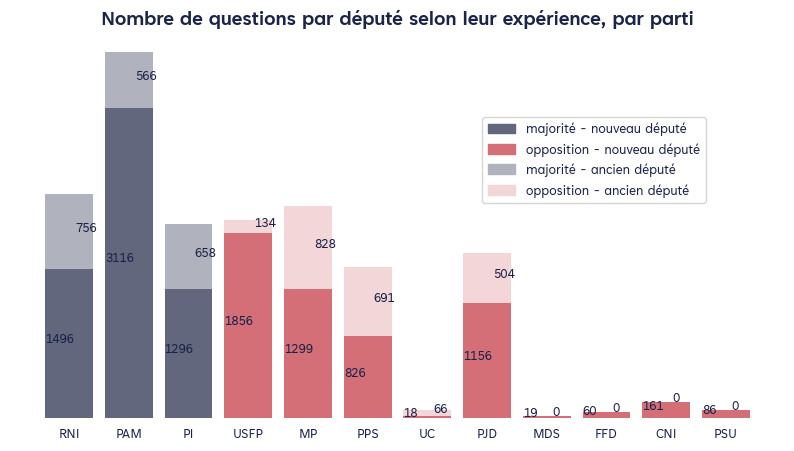 Nombre de questions par député selon leur expérience, par parti
566
majorité - nouveau député
opposition - nouveau député
majorité - ancien député
opposition - ancien député
756 134
3116 658 828
504
1496 1856 691
1296 1299 1156
826
18 66 19 0 60 0 161 0 86 0
RNI PAM PI USFP MP PPS UC PJD MDS FFD CNI PSU